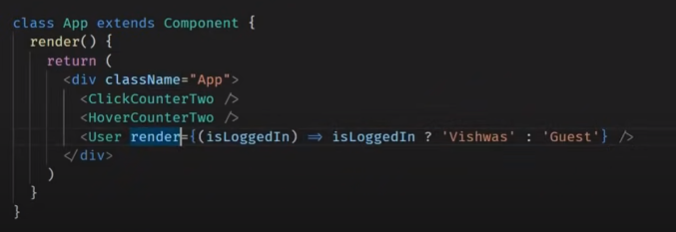 class App extends Component {
render() {
return (
<div className="App">
<ClickCounterTwo />
<HoverCounterTwo />
<User render={(isLoggedIn) => isLoggedIn ? 'Vishwas' : 'Guest'} />
</div>
)
}
}